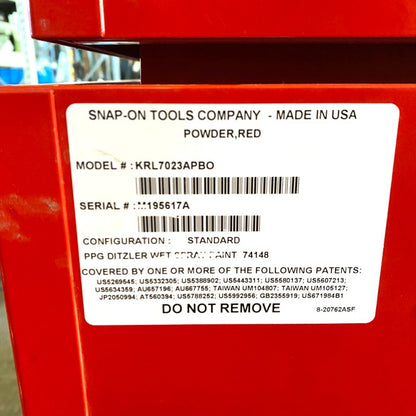 SNAP-ON TOOLS COMPANY - MADE IN USA
POWDER,RED
MODEL # : KRL7023APBO
SERIAL # : M195617A
CONFIGURATION : STANDARD
PPG DITZLER WET SPRAY PAINT 74148
COVERED BY ONE OR MORE OF THE FOLLOWING PATENTS:
US5269545; US5332305; US5388902; US5443311; US5580137; US5607213;
US5634359; AU657196; AU667755; TAIWAN UM104807; TAIWAN UM105127;
JP2050994; AT560394; US5788252; US5992956; GB2355919; US671984B1
DO NOT REMOVE
8-20762ASF